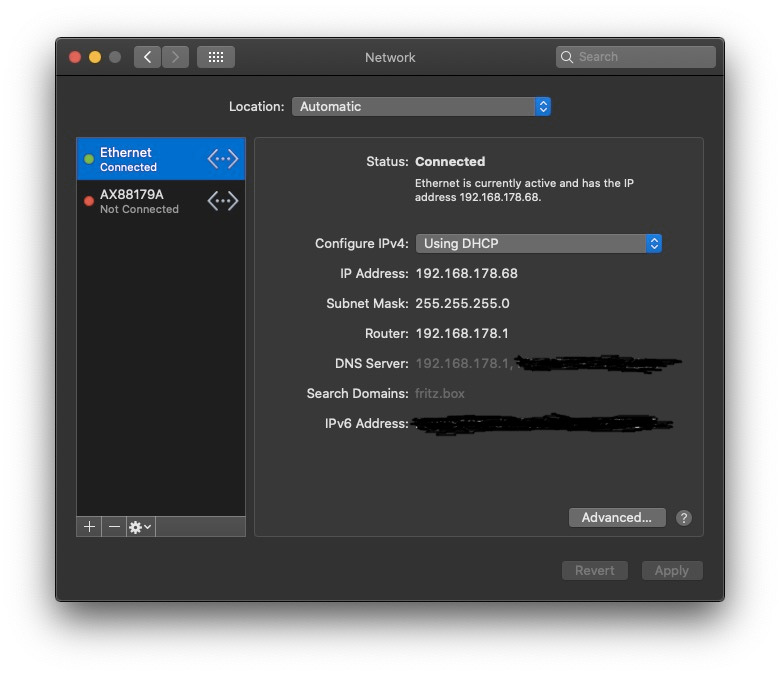 Network
Search
Location: Automatic
Ethernet
Connected
AX88179A
Not Connected
Status: Connected
Ethernet is currently active and has the IP
address 192.168.178.68.
Configure IPv4: Using DHCP
IP Address: 192.168.178.68
Subnet Mask: 255.255.255.0
Router: 192.168.178.1
DNS Server: 192.168.178.1,
Search Domains: fritz.box
IPv6 Address:
Advanced...
?
Revert
Apply